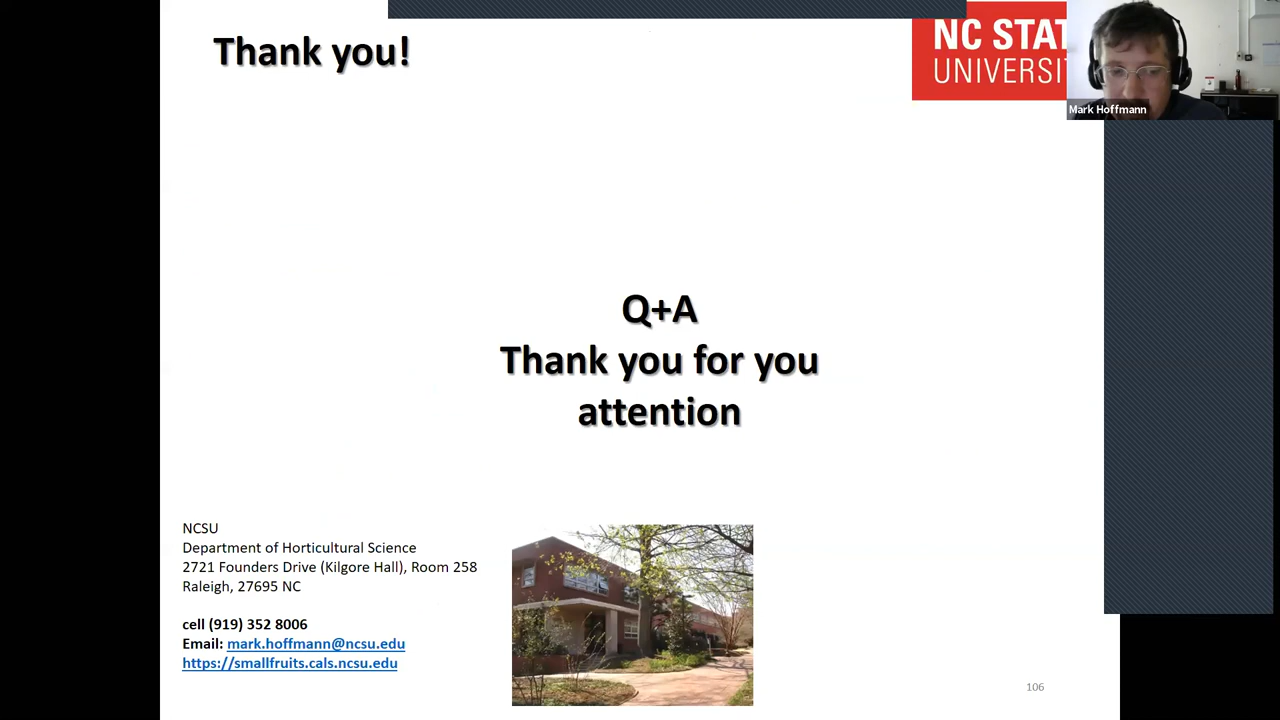 Thank you!
NC STAT
UNIVERSIT
Mark Hoffmann
Q+A
Thank you for you
attention
NCSU
Department of Horticultural Science
2721 Founders Drive (Kilgore Hall), Room 258
Raleigh, 27695 NC
cell (919) 352 8006
Email: mark.hoffmann@ncsu.edu
https://smallfruits.cals.ncsu.edu
106